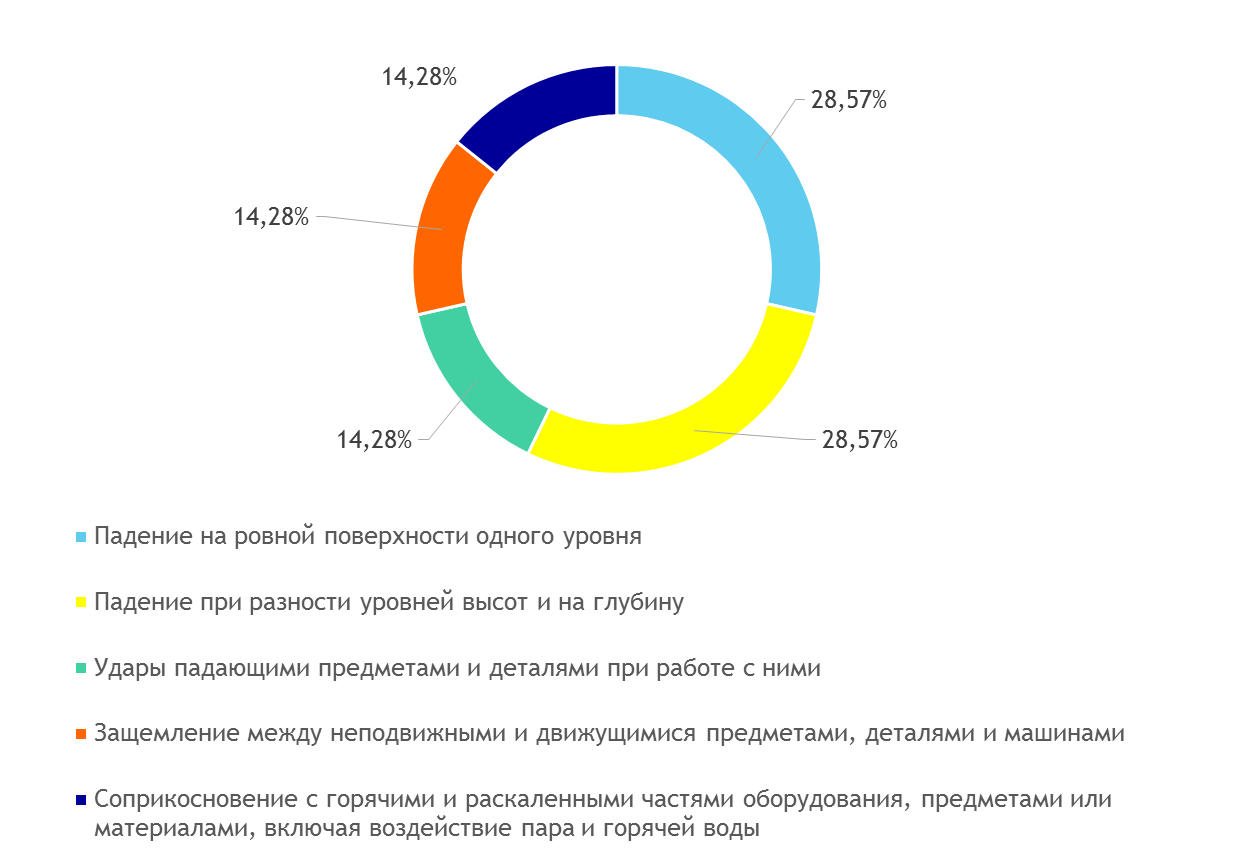 14,28%
28,57%
14,28%
14,28%
28,57%
Падение на ровной поверхности одного уровня
Падение при разности уровней высот и на глубину
Удары падающими предметами и деталями при работе с ними
Защемление между неподвижными и движущимися предметами, деталями и машинами
Соприкосновение с горячими и раскаленными частями оборудования, предметами или
материалами, включая воздействие пара и горячей воды